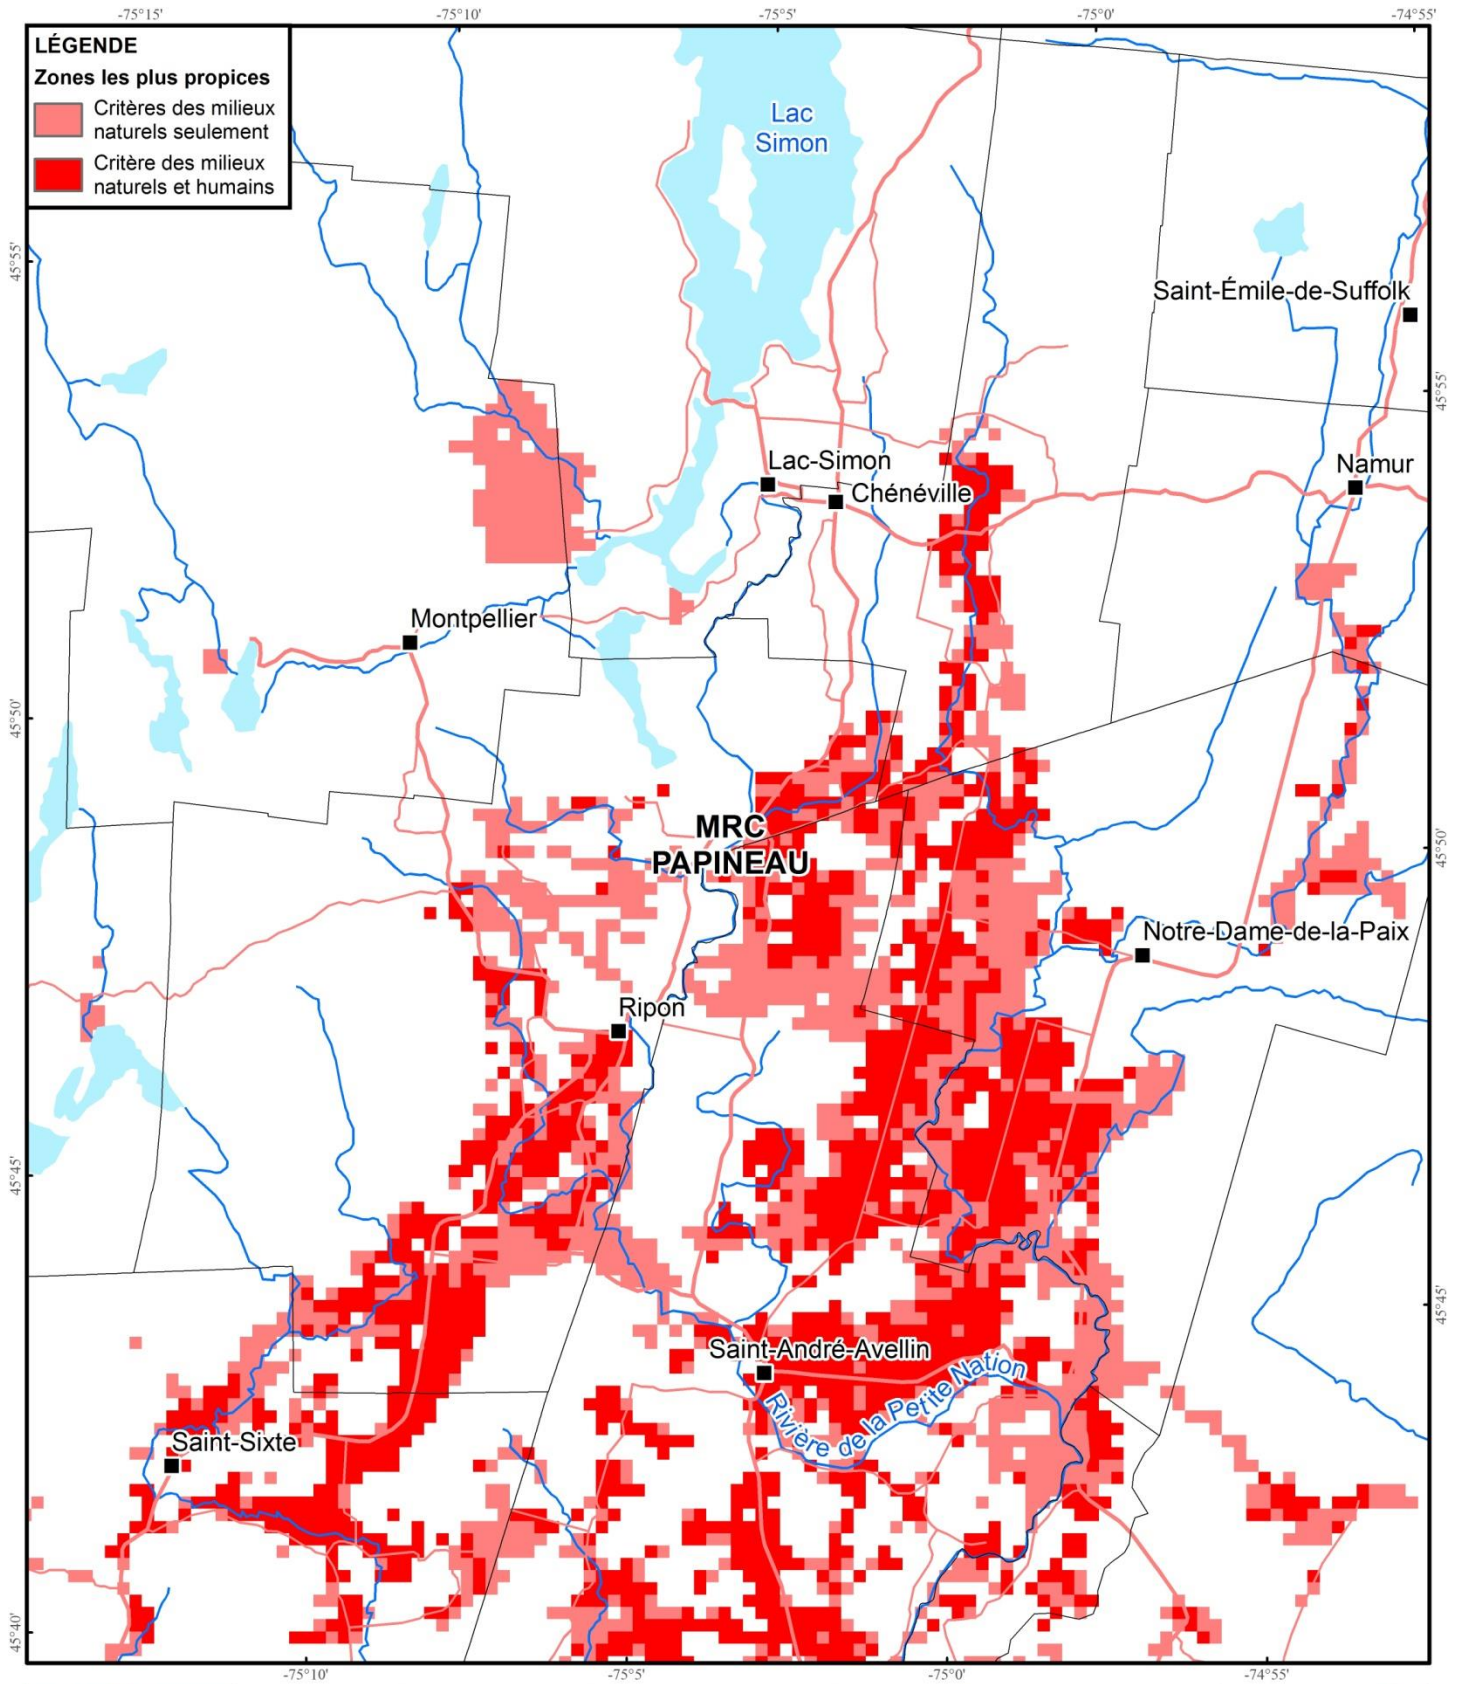 -75°15'
-75°10'
-75°5'
-75°0'
-74°55'
LÉGENDE
Zones les plus propices
Critères des milieux
naturels seulement
Critère des milieux
naturels et humains
Lac
Simon
45°55'
Saint-Émile-de-Suffolk
45°55'
Lac-Simon
Namur
Chénéville
Montpellier
45°50'
MRC
PAPINEAU
45°50'
Notre-Dame-de-la-Paix
Ripon
45°45'
45°45'
Saint-André-Avellin
Rivière de la Petite Nation
Saint-Sixte
45°40'
-75°10'
-75°5'
-75°0'
-74°55'